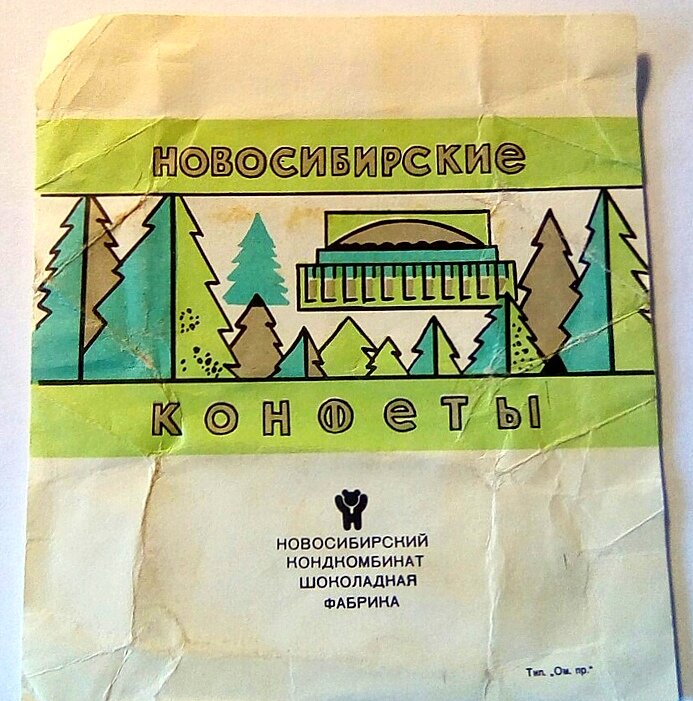 НОВОСИБИРСКИе
КОНФеТЫ
НОВОСИБИРСКИЙ
КОНДКОМБИНАТ
ШОКОЛАДНАЯ
ФАБРИКА
Тип. „Ом. пр.“